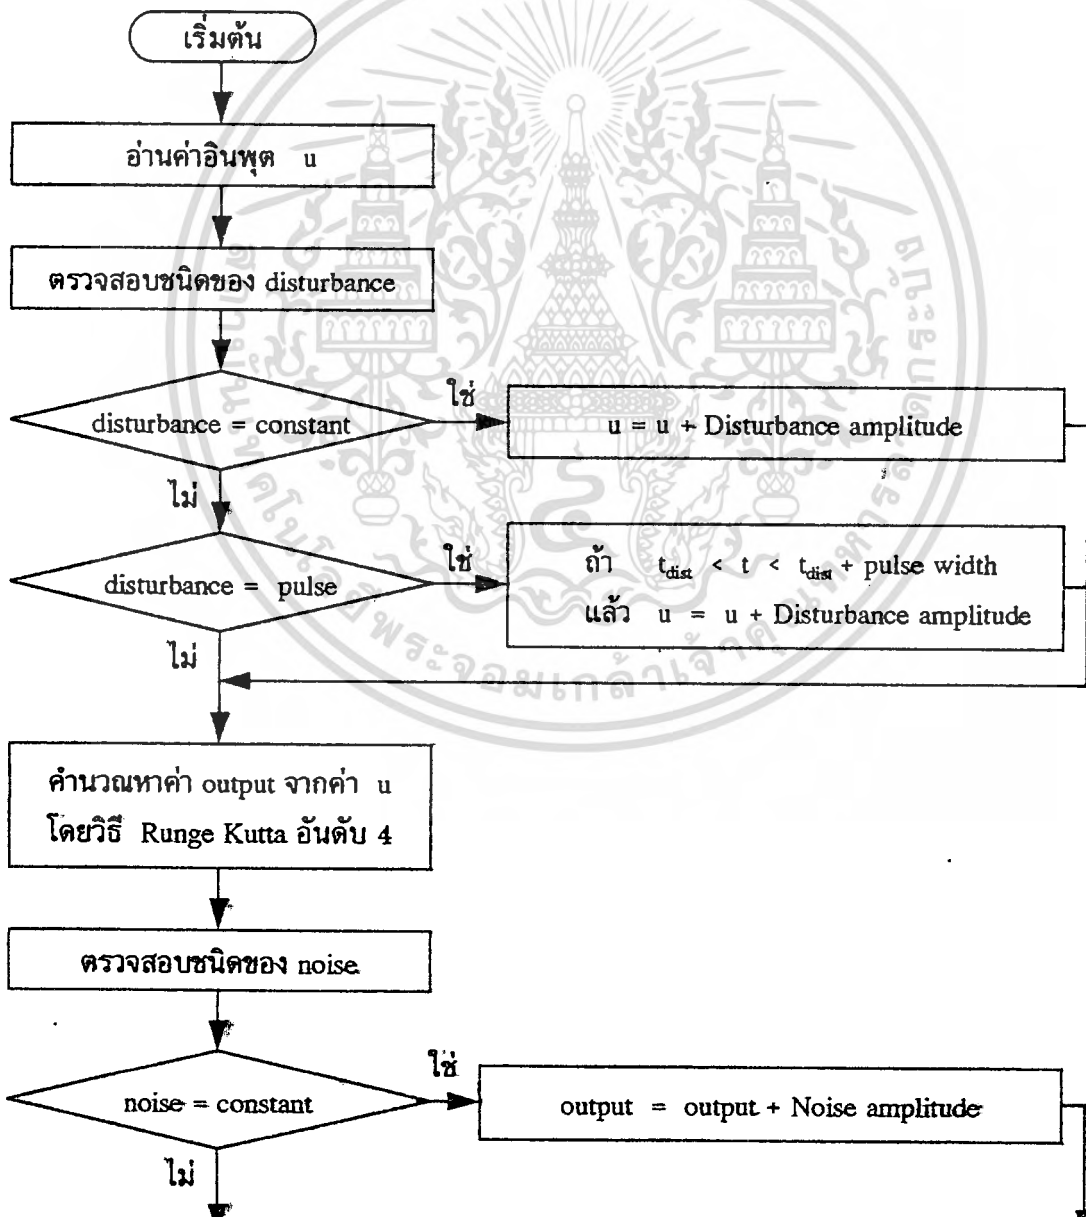 เริ่มต้น
อ่านค่าอินพุต u
ตรวจสอบชนิดของ disturbance
disturbance = constant
ใช่
u = u + Disturbance amplitude
ไม่
disturbance = pulse
ใช่
ถ้า t_dist < t < t_dist + pulse width
แล้ว u = u + Disturbance amplitude
ไม่
คำนวณหาค่า output จากค่า u
โดยวิธี Runge Kutta อันดับ 4
ตรวจสอบชนิดของ noise
noise = constant
ใช่
output = output + Noise amplitude
ไม่